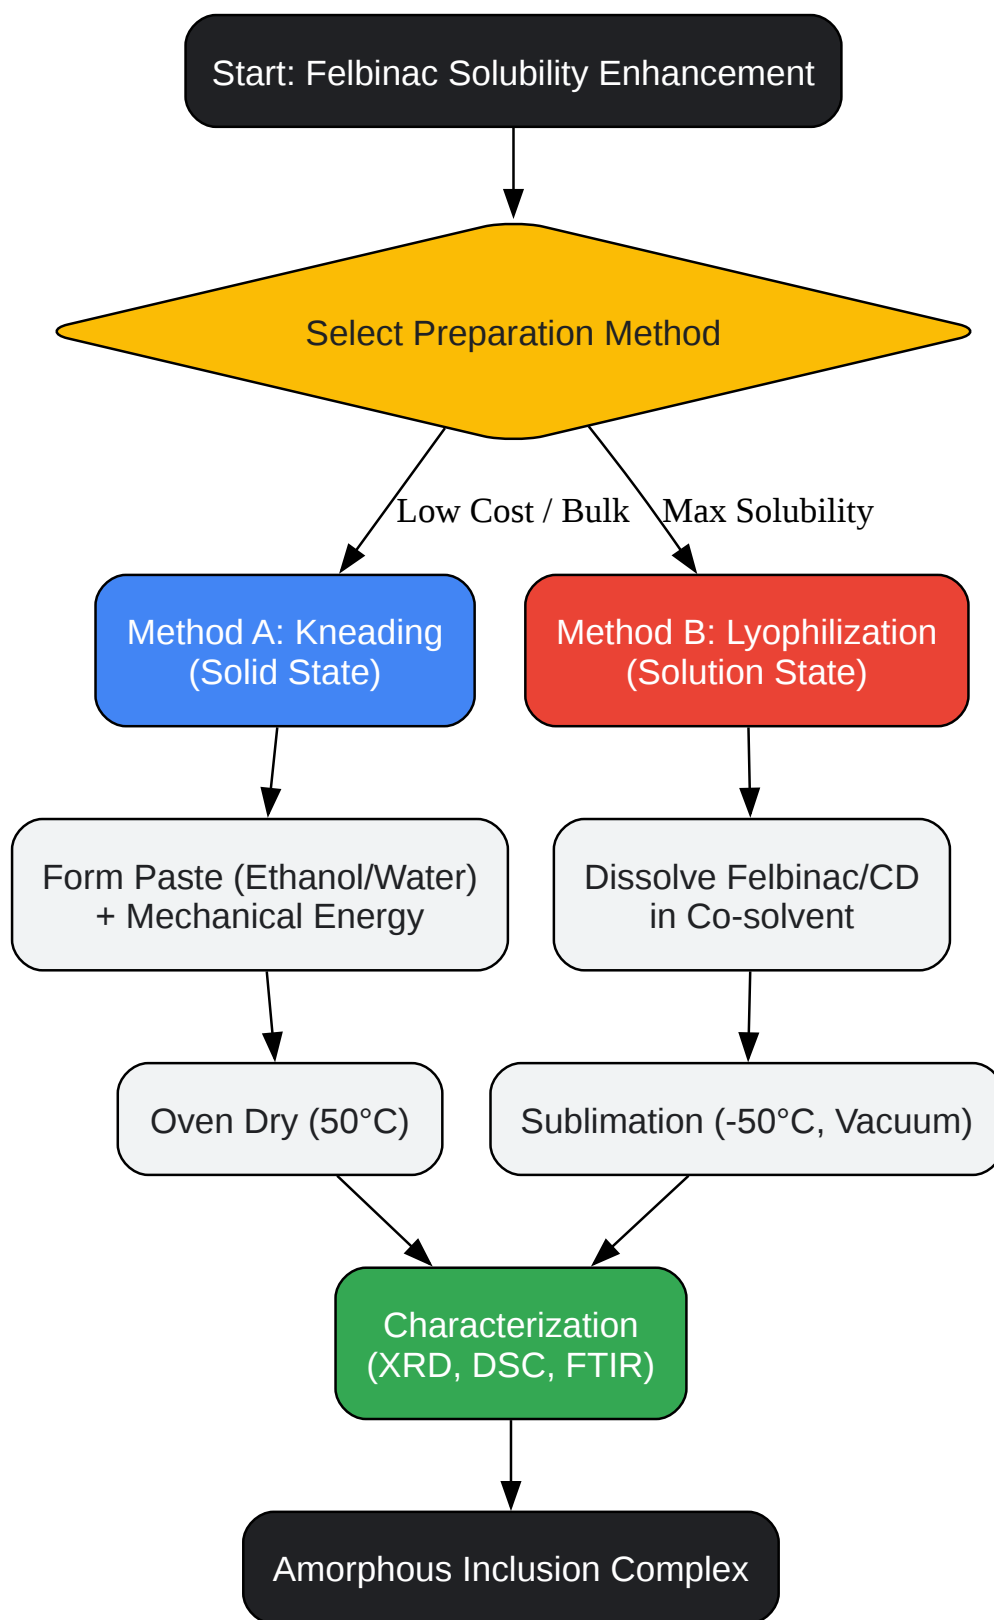 Start: Felbinac Solubility Enhancement
Select Preparation Method
Low Cost / Bulk
Max Solubility
Method A: Kneading
(Solid State)
Method B: Lyophilization
(Solution State)
Form Paste (Ethanol/Water)
+ Mechanical Energy
Dissolve Felbinac/CD
in Co-solvent
Oven Dry (50°C)
Sublimation (-50°C, Vacuum)
Characterization
(XRD, DSC, FTIR)
Amorphous Inclusion Complex